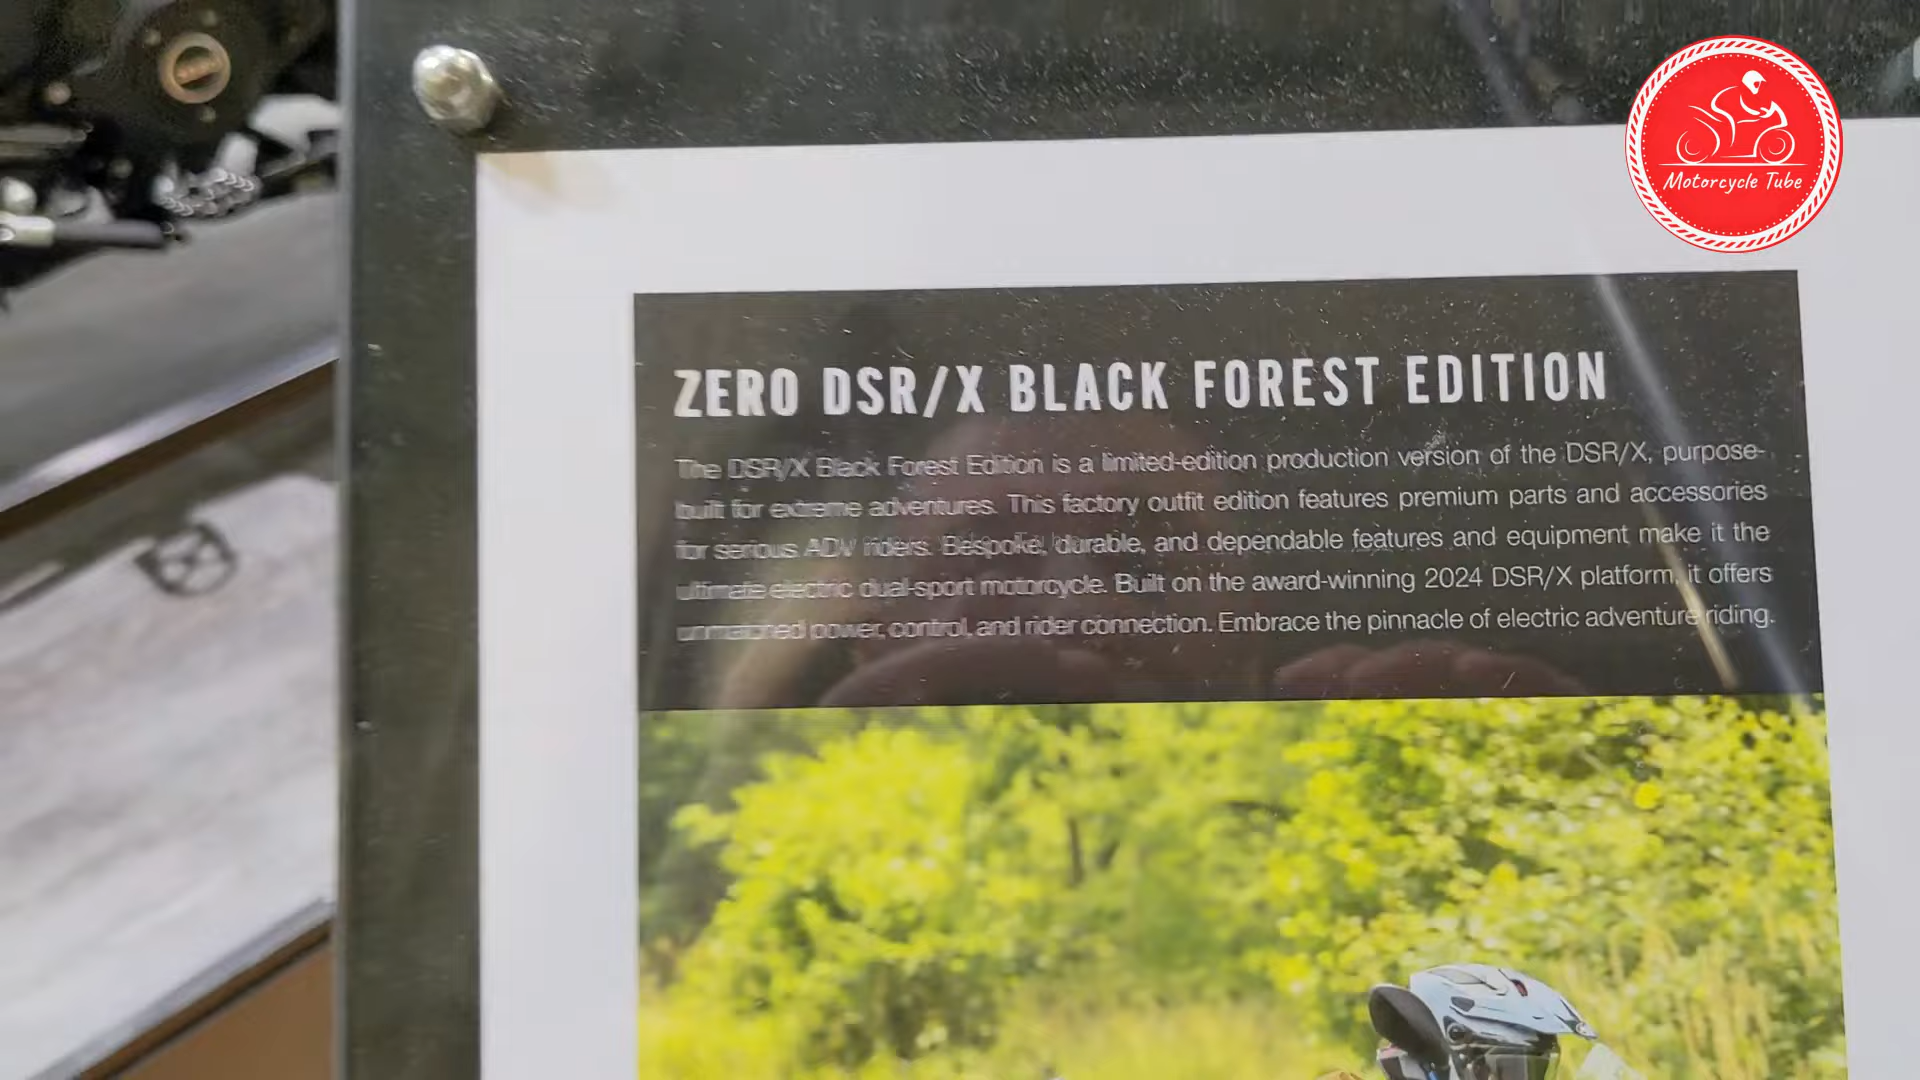 Motorcycle Tube
ZERO DSR/X BLACK FOREST EDITION
The DSR/X Black Forest Edition is a limited-edition production version of the DSR/X, purpose-
built for extreme adventures. This factory outfit edition features premium parts and accessories
for serious ADV riders. Bespoke, durable, and dependable features and equipment make it the
ultimate electric dual-sport motorcycle. Built on the award-winning 2024 DSR/X platform, it offers
unmatched power, control, and rider connection. Embrace the pinnacle of electric adventure riding.